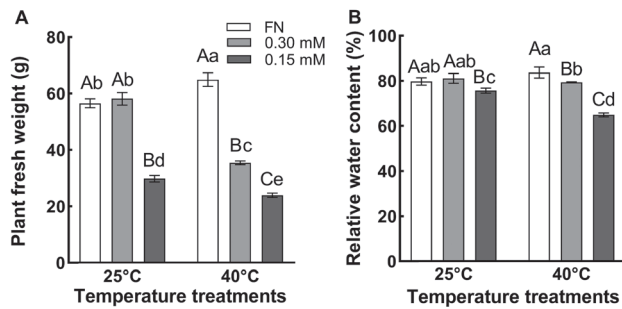 A
Plant fresh weight (g)
80
60
40
20
0
Ab
Ab
Bd
Aa
Bc
Ce
FN
0.30 mM
0.15 mM
25°C
40°C
Temperature treatments
B
Relative water content (%)
100
80
60
40
20
0
Aab
Aab
Bc
Aa
Bb
Cd
25°C
40°C
Temperature treatments